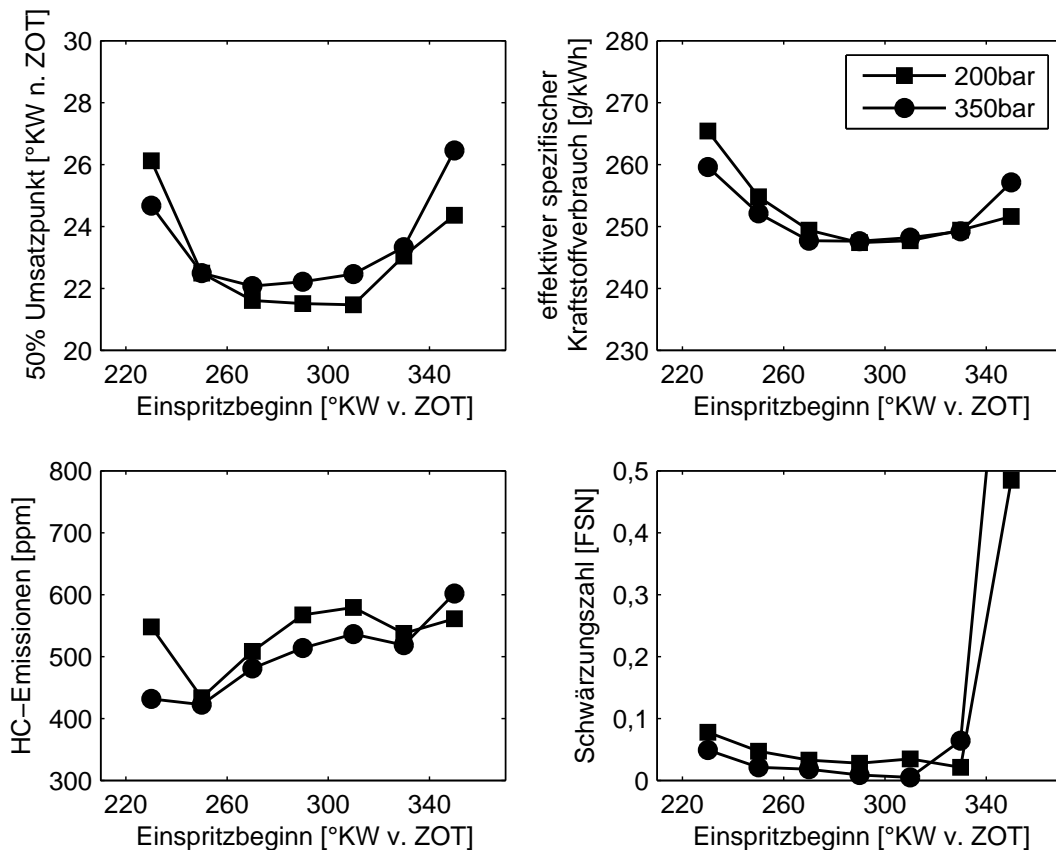 50% Umsatzpunkt [°KW n. ZOT]
30
28
26
24
22
20
220 260 300 340
Einspritzbeginn [°KW v. ZOT]
effektiver spezifischer
Kraftstoffverbrauch [g/kWh]
280
270
260
250
240
230
220 260 300 340
Einspritzbeginn [°KW v. ZOT]
200bar
350bar
HC−Emissionen [ppm]
800
700
600
500
400
300
220 260 300 340
Einspritzbeginn [°KW v. ZOT]
Schwärzungszahl [FSN]
0,5
0,4
0,3
0,2
0,1
0
220 260 300 340
Einspritzbeginn [°KW v. ZOT]